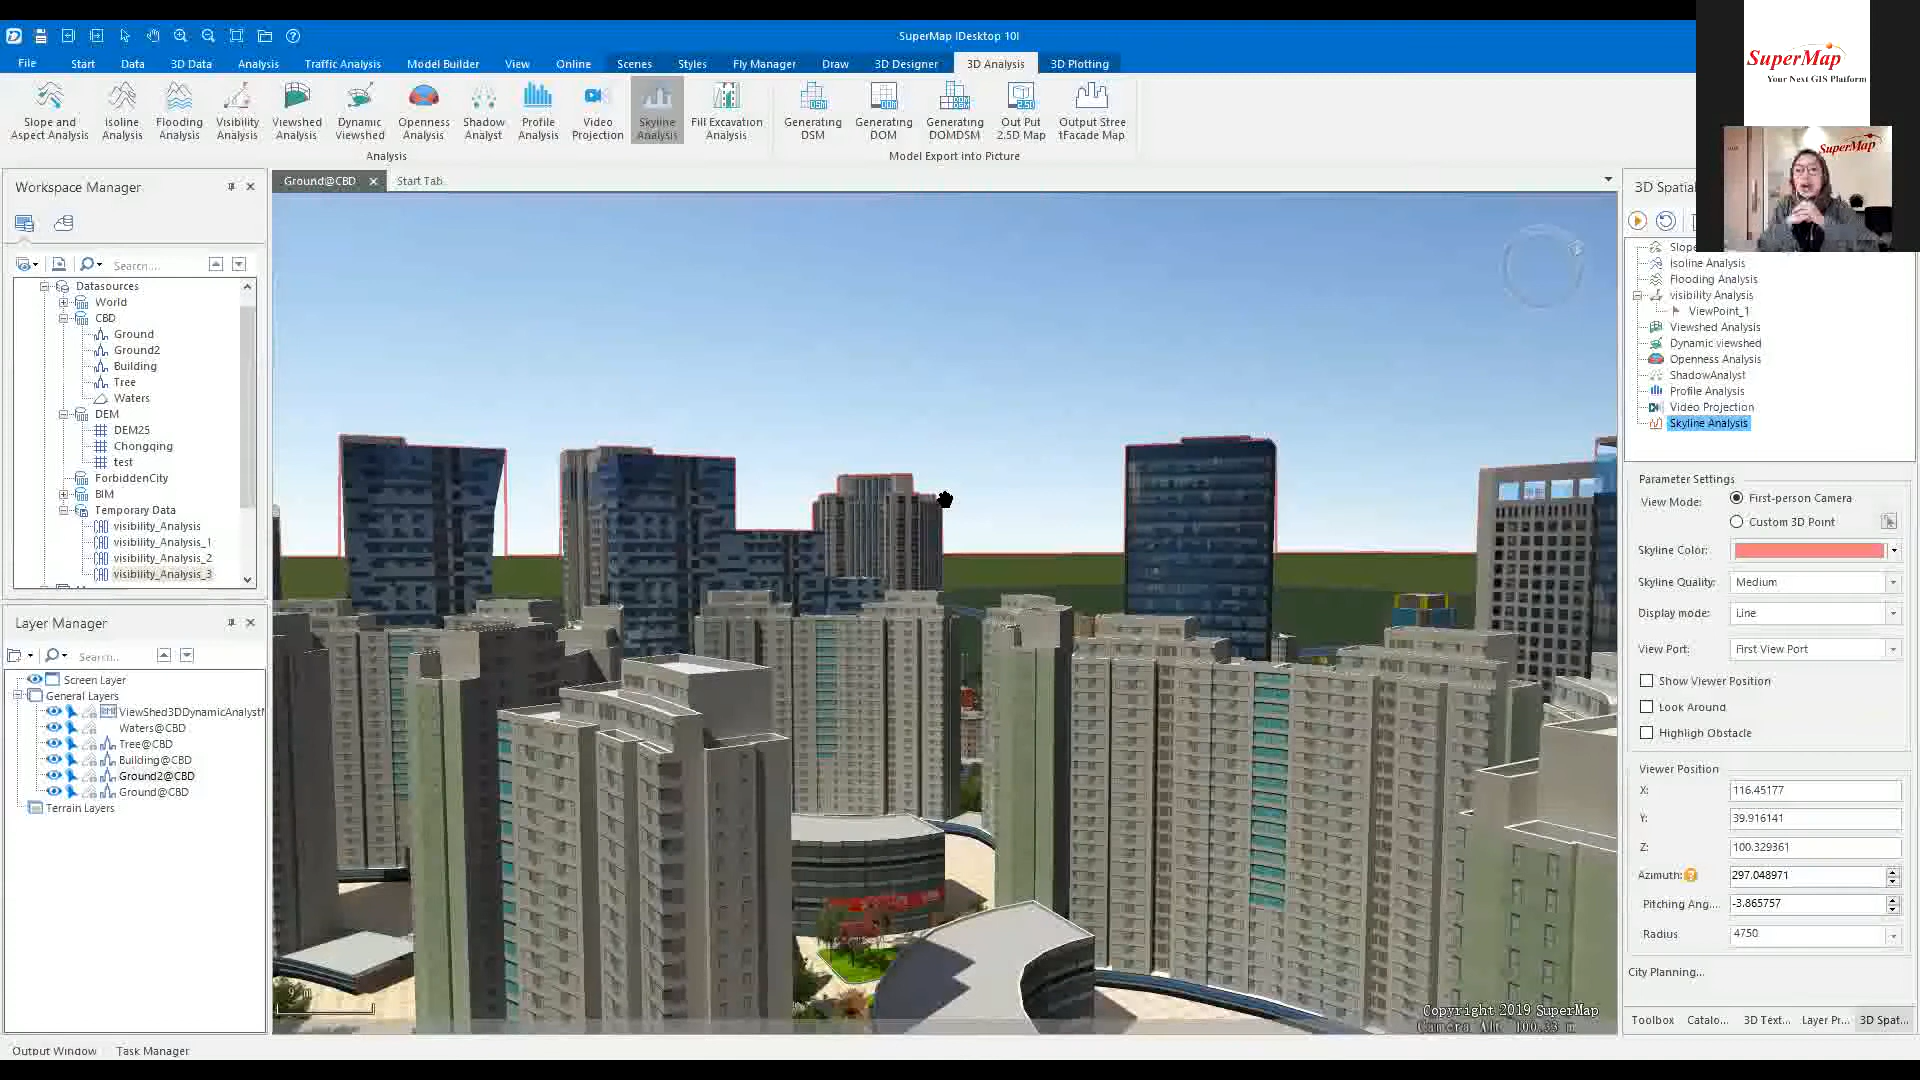 SuperMap IDesktop 10I
File Start Data 3D Data Analysis Traffic Analysis Model Builder View Online Scenes Styles Fly Manager Draw 3D Designer 3D Analysis 3D Plotting
Slope and Aspect Analysis
Isoline Analysis
Flooding Analysis
Visibility Analysis
Viewshed Analysis
Dynamic Viewshed
Openness Analysis
Shadow Analyst
Profile Analysis
Video Projection
Skyline Analysis
Fill Excavation Analysis
Generating DSM
Generating DOM
Generating DOMDSM
Out Put 2.5D Map
Output Stree tFacade Map
Analysis
Model Export into Picture
SuperMap
Your Next GIS Platform
SuperMap
Workspace Manager
Search....
Datasources
World
CBD
Ground
Ground2
Building
Tree
Waters
DEM
DEM25
Chongqing
test
ForbiddenCity
BIM
Temporary Data
visibility_Analysis
visibility_Analysis_1
visibility_Analysis_2
visibility_Analysis_3
Layer Manager
Search..
Screen Layer
General Layers
ViewShed3DDynamicAnalyst
Waters@CBD
Tree@CBD
Building@CBD
Ground2@CBD
Ground@CBD
Terrain Layers
Output Window Task Manager
Ground@CBD
Start Tab
Copyright 2019 SuperMap
Camera Alt: 100.33 m
3D Spatia
Slope
Isoline Analysis
Flooding Analysis
visibility Analysis
ViewPoint_1
Viewshed Analysis
Dynamic viewshed
Openness Analysis
ShadowAnalyst
Profile Analysis
Video Projection
Skyline Analysis
Parameter Settings
View Mode: First-person Camera
Custom 3D Point
Skyline Color:
Skyline Quality: Medium
Display mode: Line
View Port: First View Port
Show Viewer Position
Look Around
Highligh Obstacle
Viewer Position
X: 116.45177
Y: 39.916141
Z: 100.329361
Azimuth: 297.048971
Pitching Ang... -3.865757
Radius 4750
City Planning...
Toolbox Catalo... 3D Text... Layer Pr... 3D Spat...